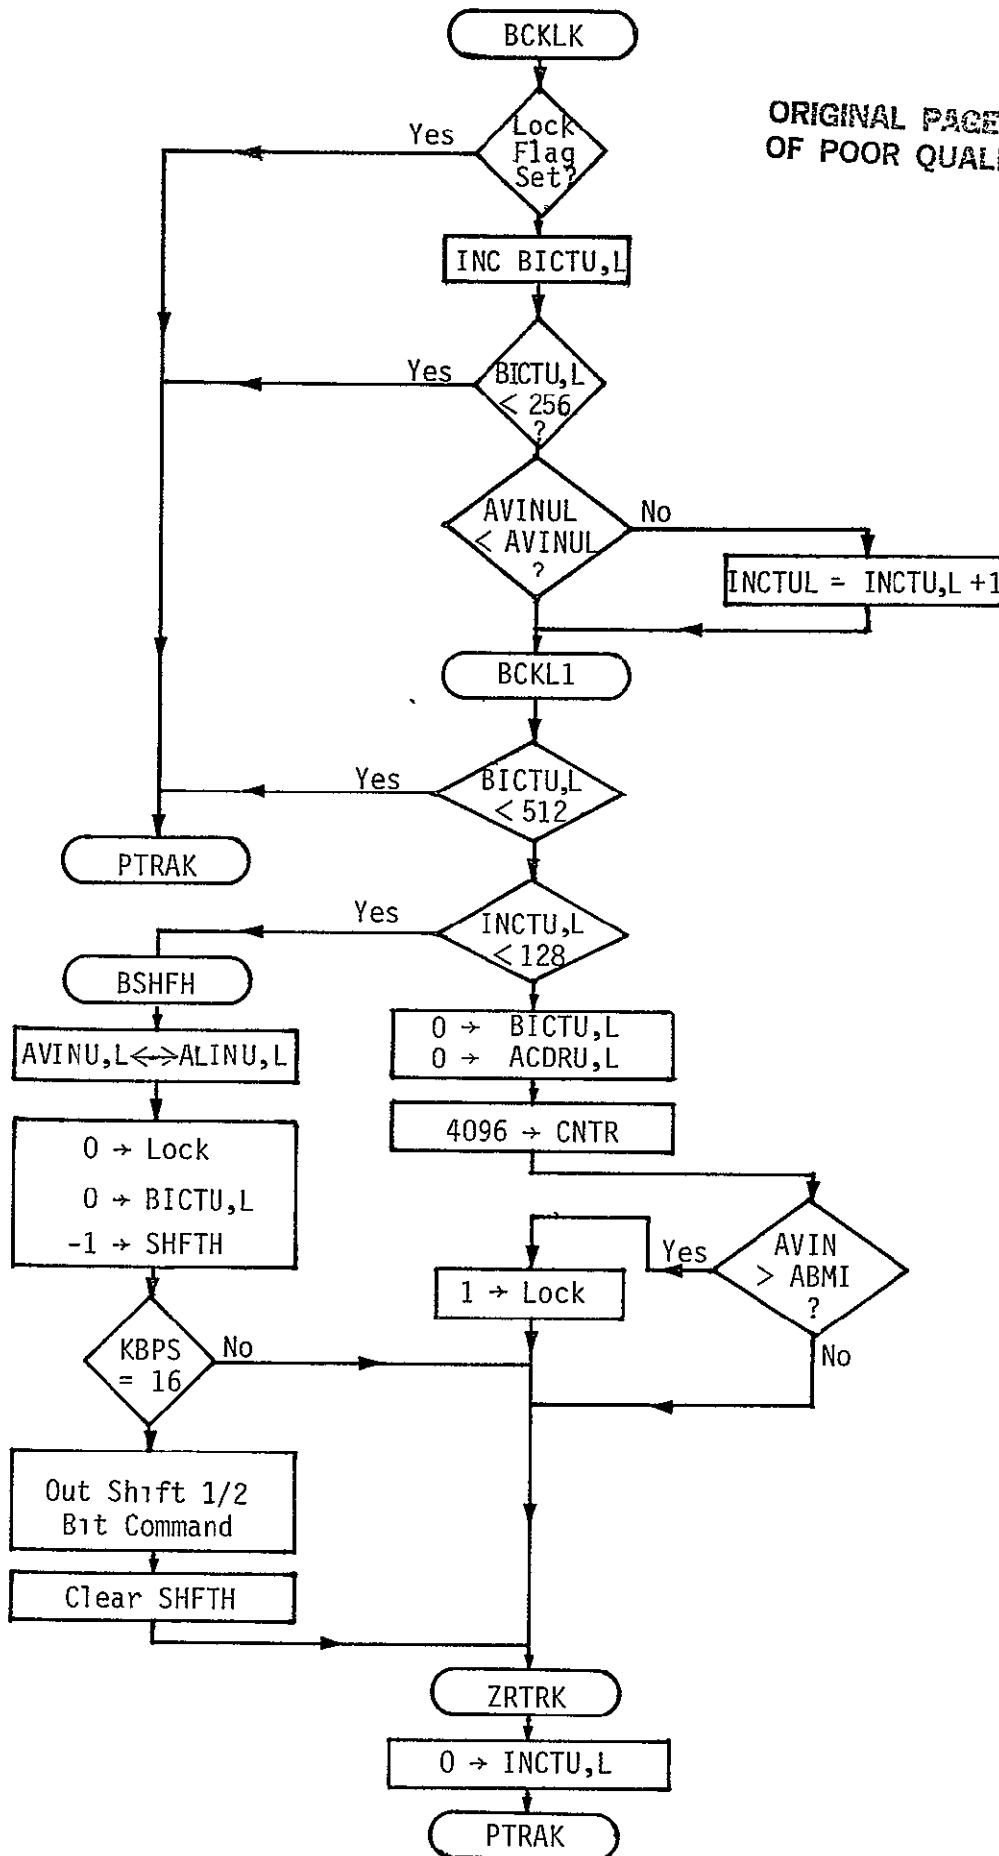 BCKLK
ORIGINAL PAGE
OF POOR QUALI
Yes
Lock
Flag
Set?
INC BICTU,L
Yes
BICTU,L
< 256
?
AVINUL
< AVINUL
?
No
INCTUL = INCTU,L +1
BCKL1
Yes
BICTU,L
< 512
PTRAK
Yes
INCTU,L
< 128
BSHFH
AVINU,L<->ALINU,L
0 → BICTU,L
0 → ACDRU,L
4096 → CNTR
0 → Lock
0 → BICTU,L
-1 → SHFTH
AVIN
> ABMI
?
Yes
No
1 → Lock
KBPS
= 16
No
Out Shift 1/2
Bit Command
Clear SHFTH
ZRTRK
0 → INCTU,L
PTRAK